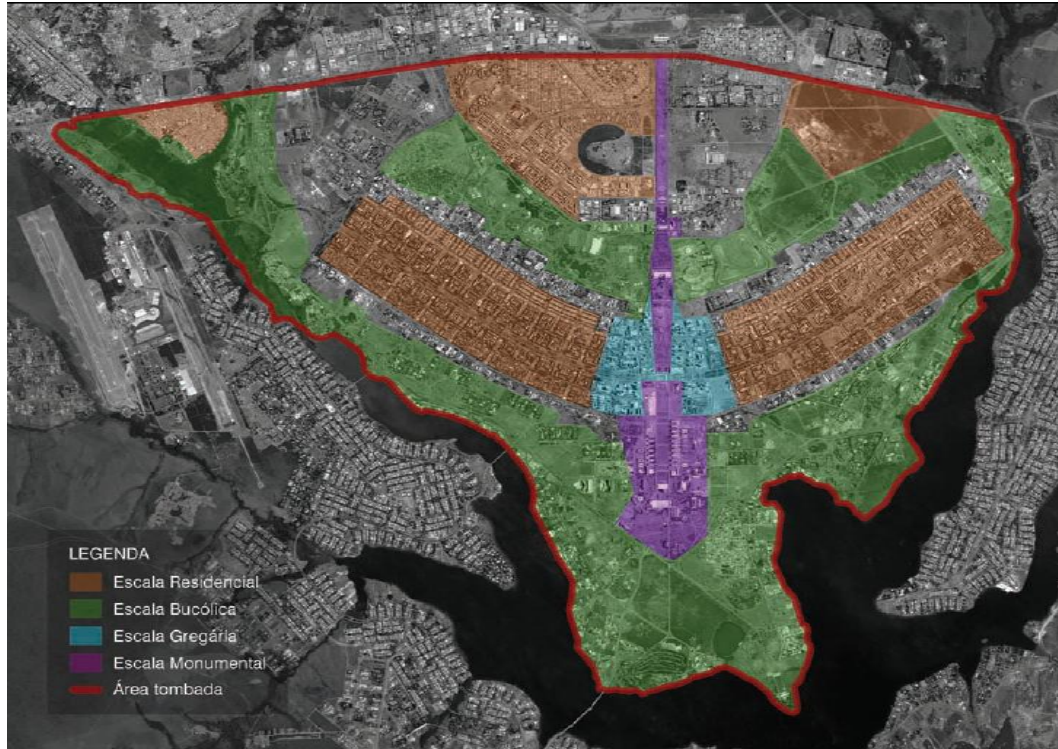 LEGENDA
Escala Residencial
Escala Bucólica
Escala Gregária
Escala Monumental
Área tombada